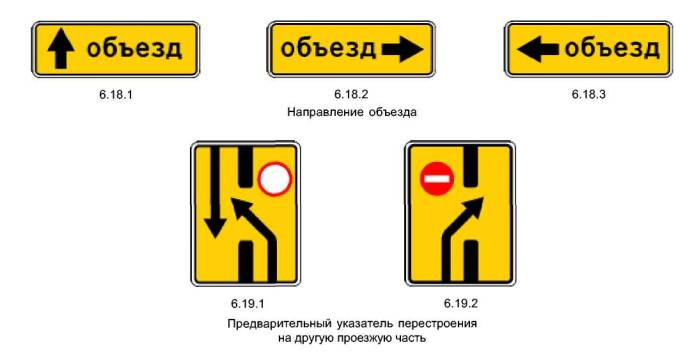 объезд
объезд
объезд
6.18.1
6.18.2
6.18.3
Направление объезда
6.19.1
6.19.2
Предварительный указатель перестроения
на другую проезжую часть